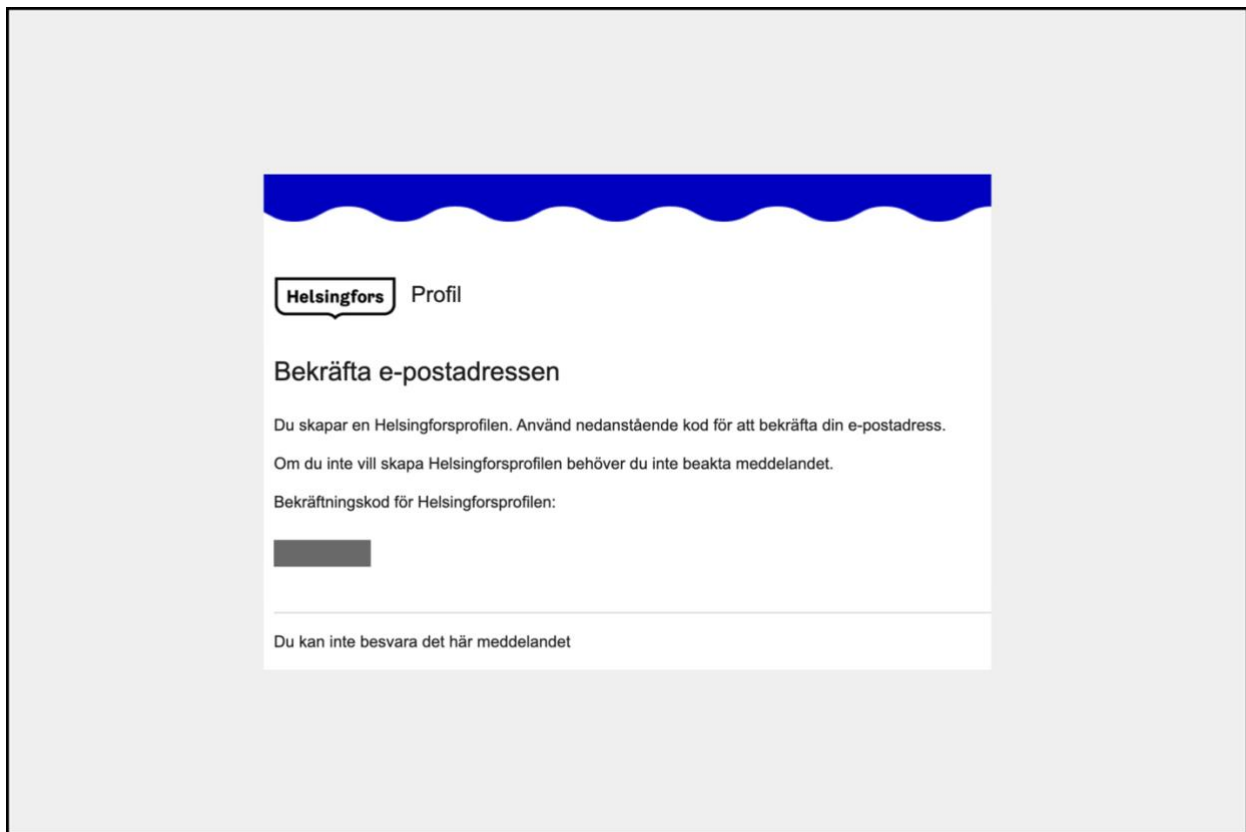 Helsingfors Profil
Bekräfta e-postadressen
Du skapar en Helsingforsprofilen. Använd nedanstående kod för att bekräfta din e-postadress.
Om du inte vill skapa Helsingforsprofilen behöver du inte beakta meddelandet.
Bekräftningskod för Helsingforsprofilen:
Du kan inte besvara det här meddelandet